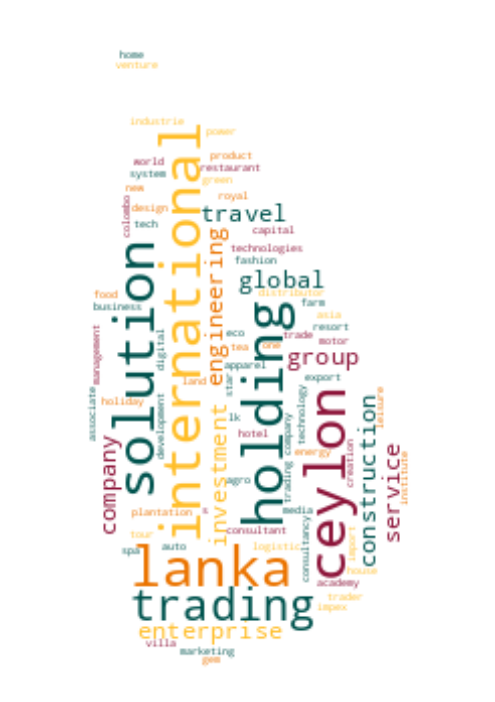 home
venture
industrie
power
product
world
restaurant
system
green
new
royal
design
travel
colombo
tech
capital
international
engineering
technologies
fashion
solution
global
food
distributor
business
farm
holding
asia
resort
eco
trade
motor
tea
one
group
management
digital
apparel
land
star
export
associate
holiday
development
technology
leisure
investment
lk
ceylon
construction
company
hotel
company
energy
creation
service
institute
agro
trading
plantation
s
media
tour
consultant
consultancy
import
spa
auto
logistic
house
lanka
academy
trading
trader
impex
enterprise
villa
marketing
gem